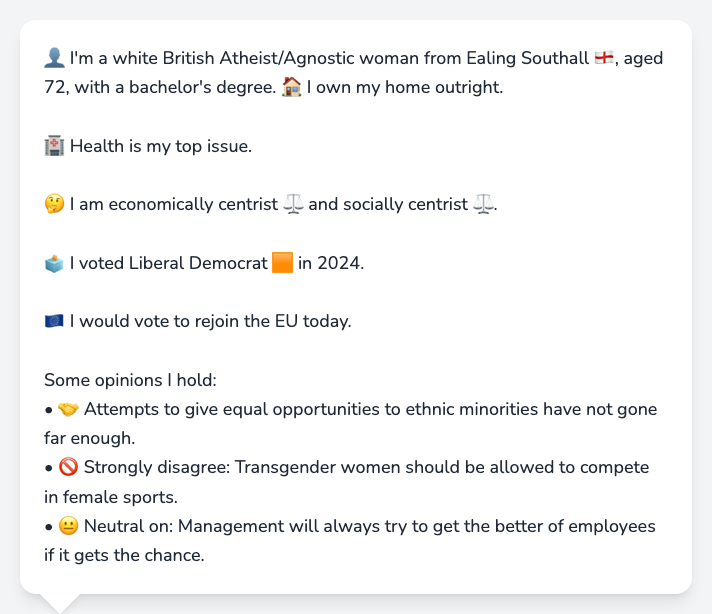 👤 I'm a white British Atheist/Agnostic woman from Ealing Southall 🏴󠁧󠁢󠁥󠁮󠁧󠁿, aged
72, with a bachelor's degree. 🏠 I own my home outright.
🏥 Health is my top issue.
🤔 I am economically centrist ⚖️ and socially centrist ⚖️.
🗳️ I voted Liberal Democrat 🟧 in 2024.
🇪🇺 I would vote to rejoin the EU today.
Some opinions I hold:
• 🤝 Attempts to give equal opportunities to ethnic minorities have not gone
far enough.
• 🚫 Strongly disagree: Transgender women should be allowed to compete
in female sports.
• 😐 Neutral on: Management will always try to get the better of employees
if it gets the chance.